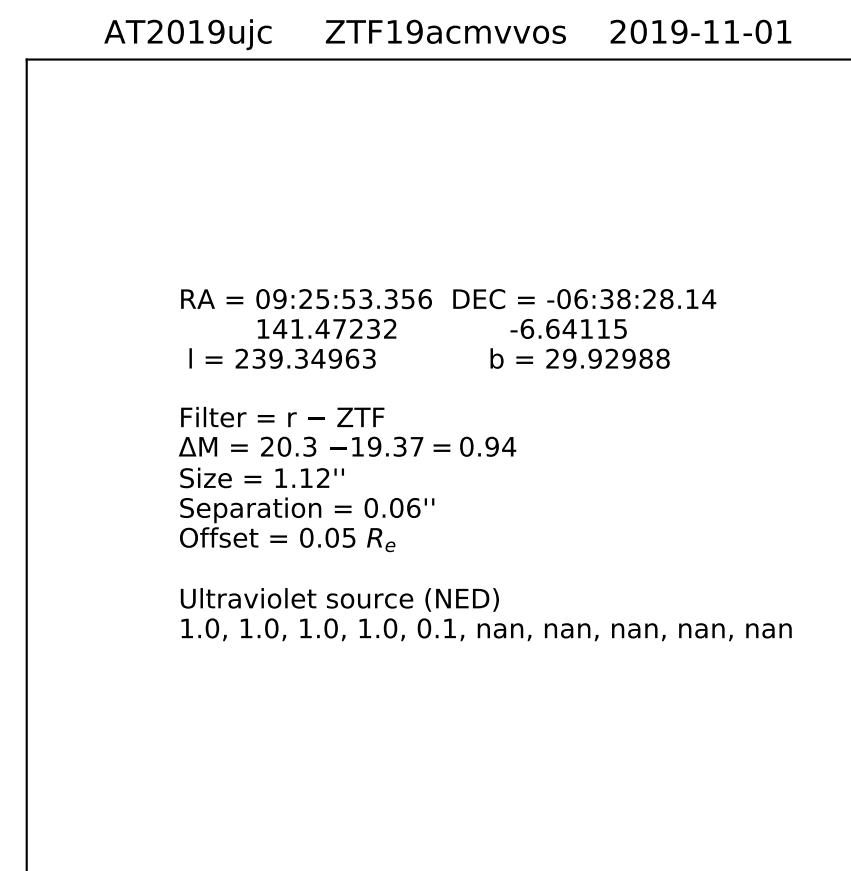 AT2019ujc ZTF19acmvvos 2019-11-01
RA = 09:25:53.356 DEC = -06:38:28.14
141.47232 -6.64115
l = 239.34963 b = 29.92988
Filter = r − ZTF
ΔM = 20.3 −19.37 = 0.94
Size = 1.12''
Separation = 0.06''
Offset = 0.05 Re
Ultraviolet source (NED)
1.0, 1.0, 1.0, 1.0, 0.1, nan, nan, nan, nan, nan